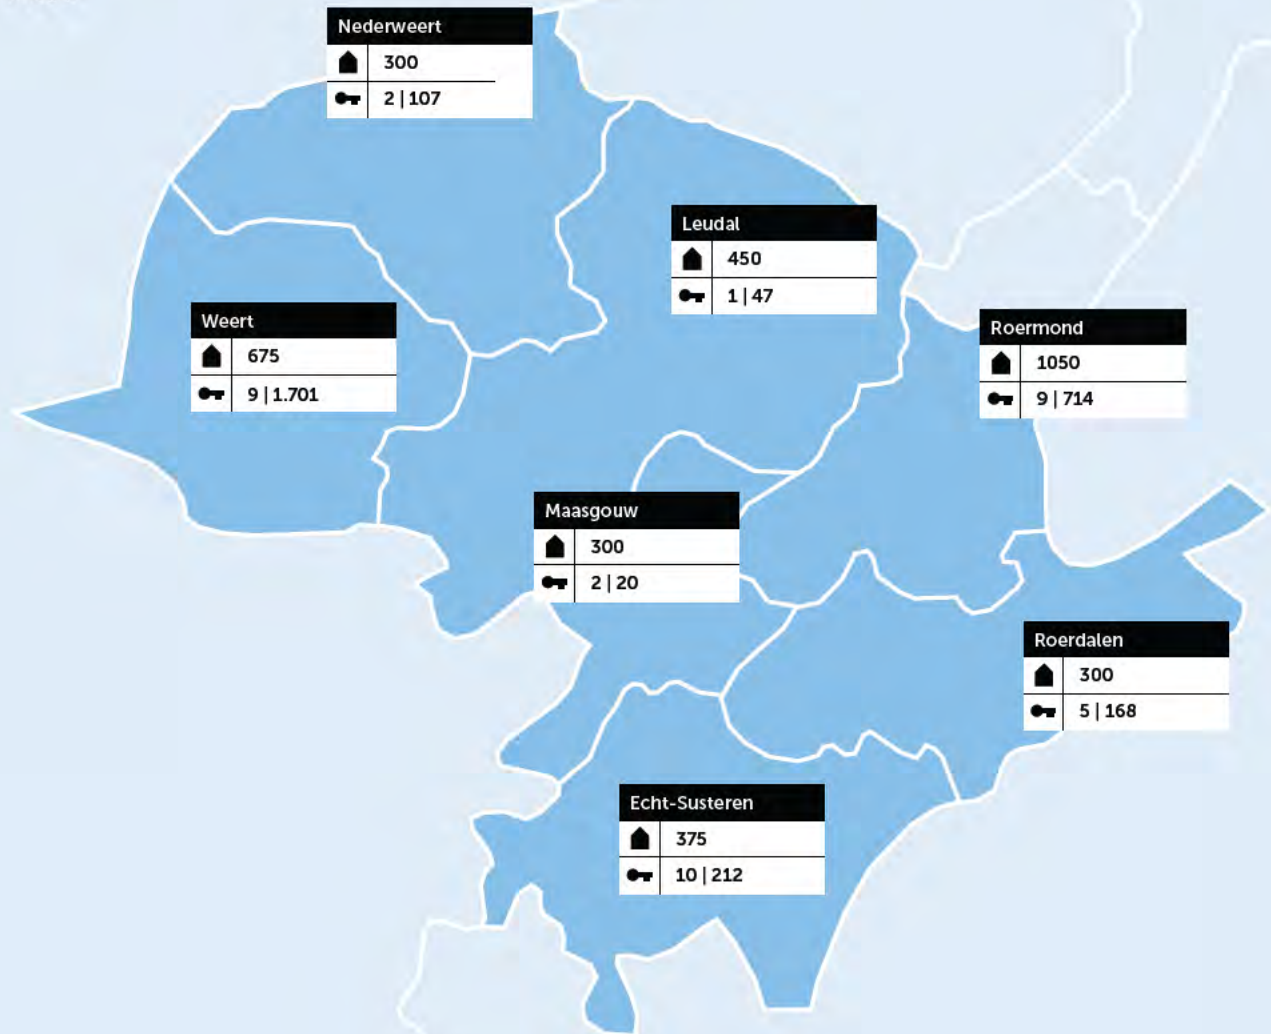 Nederweert
300
2 | 107
Leudal
450
1 | 47
Weert
675
9 | 1.701
Roermond
1050
9 | 714
Maasgouw
300
2 | 20
Roerdalen
300
5 | 168
Echt-Susteren
375
10 | 212